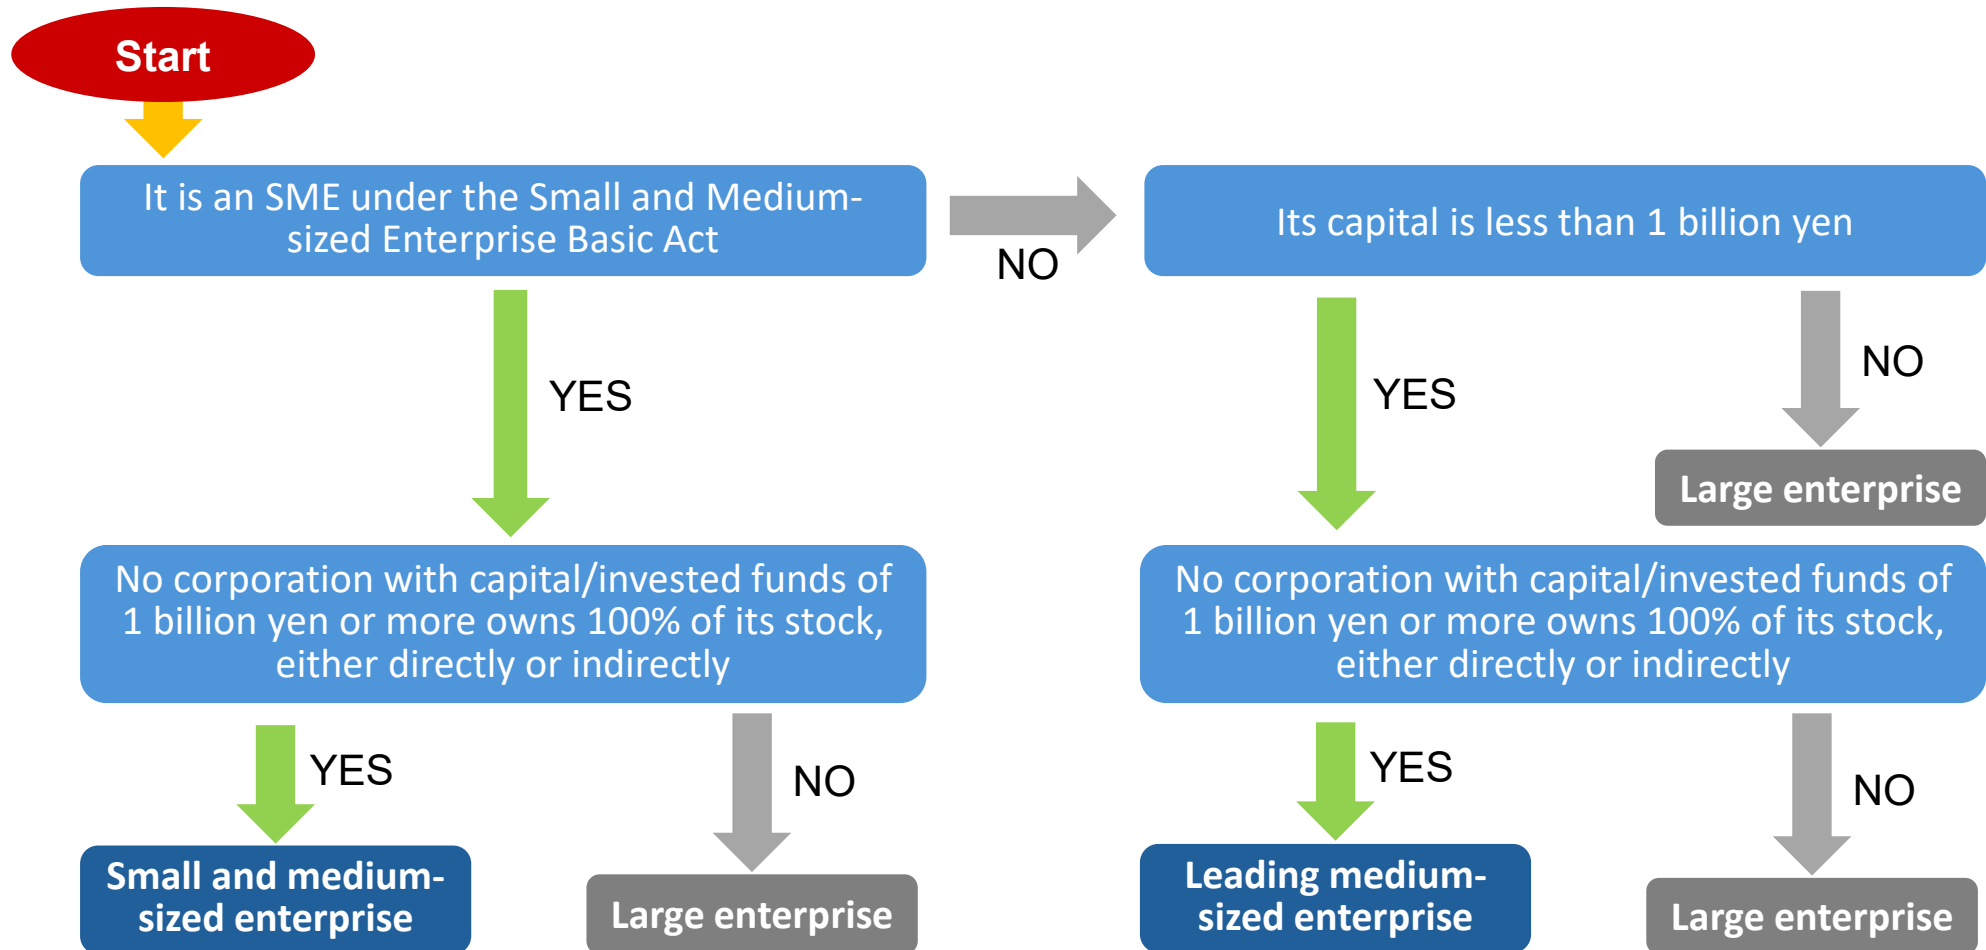 Start
It is an SME under the Small and Medium-
sized Enterprise Basic Act
NO
Its capital is less than 1 billion yen
YES
YES
NO
Large enterprise
No corporation with capital/invested funds of
1 billion yen or more owns 100% of its stock,
either directly or indirectly
No corporation with capital/invested funds of
1 billion yen or more owns 100% of its stock,
either directly or indirectly
YES
NO
YES
NO
Small and medium-
sized enterprise
Large enterprise
Leading medium-
sized enterprise
Large enterprise